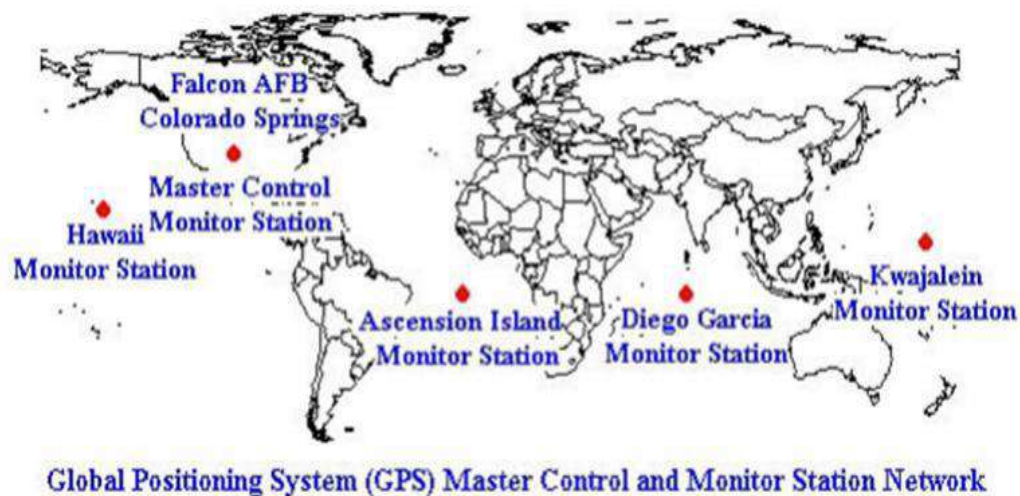 Falcon AFB
Colorado Springs
Master Control
Monitor Station
Hawaii
Monitor Station
Ascension Island
Monitor Station
Diego Garcia
Monitor Station
Kwajalein
Monitor Station
Global Positioning System (GPS) Master Control and Monitor Station Network